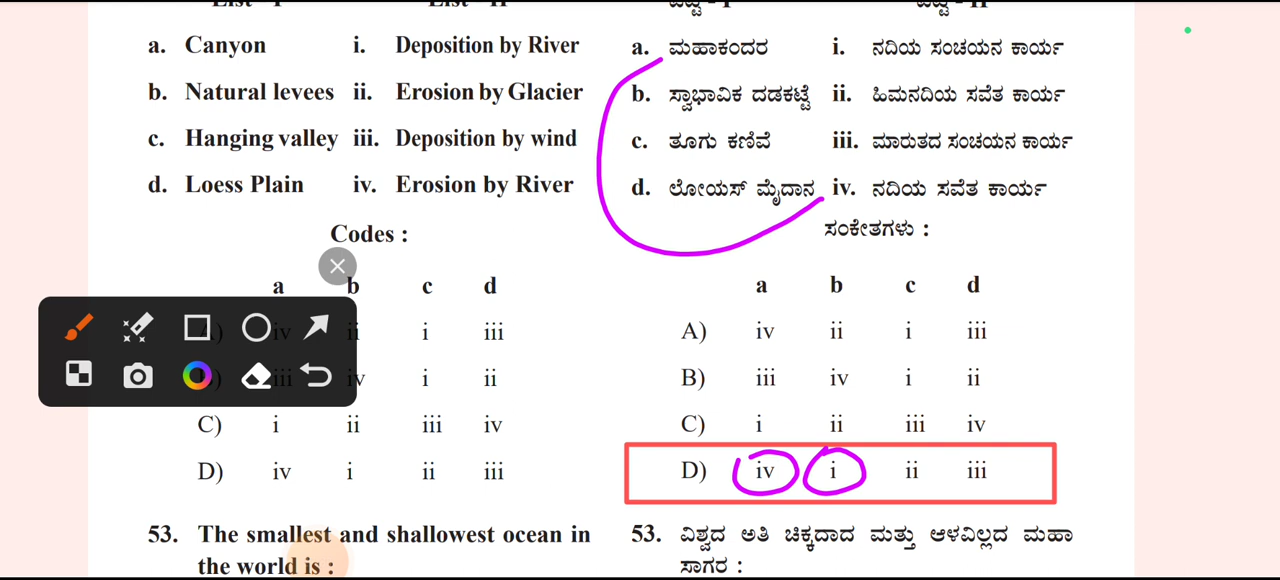 a. Canyon i. Deposition by River
b. Natural levees ii. Erosion by Glacier
c. Hanging valley iii. Deposition by wind
d. Loess Plain iv. Erosion by River
Codes :
a b c d
iv ii i iii
iii iv i ii
C) i ii iii iv
D) iv i ii iii
53. The smallest and shallowest ocean in
the world is :
a. ಮಹಾಕಂದರ i. ನದಿಯ ಸಂಚಯನ ಕಾರ್ಯ
b. ಸ್ವಾಭಾವಿಕ ದಡಕಟ್ಟೆ ii. ಹಿಮನದಿಯ ಸವೆತ ಕಾರ್ಯ
c. ತೂಗು ಕಣಿವೆ iii. ಮಾರುತದ ಸಂಚಯನ ಕಾರ್ಯ
d. ಲೋಯಸ್ ಮೈದಾನ iv. ನದಿಯ ಸವೆತ ಕಾರ್ಯ
ಸಂಕೇತಗಳು :
a b c d
A) iv ii i iii
B) iii iv i ii
C) i ii iii iv
D) iv i ii iii
53. ವಿಶ್ವದ ಅತಿ ಚಿಕ್ಕದಾದ ಮತ್ತು ಆಳವಿಲ್ಲದ ಮಹಾ
ಸಾಗರ :